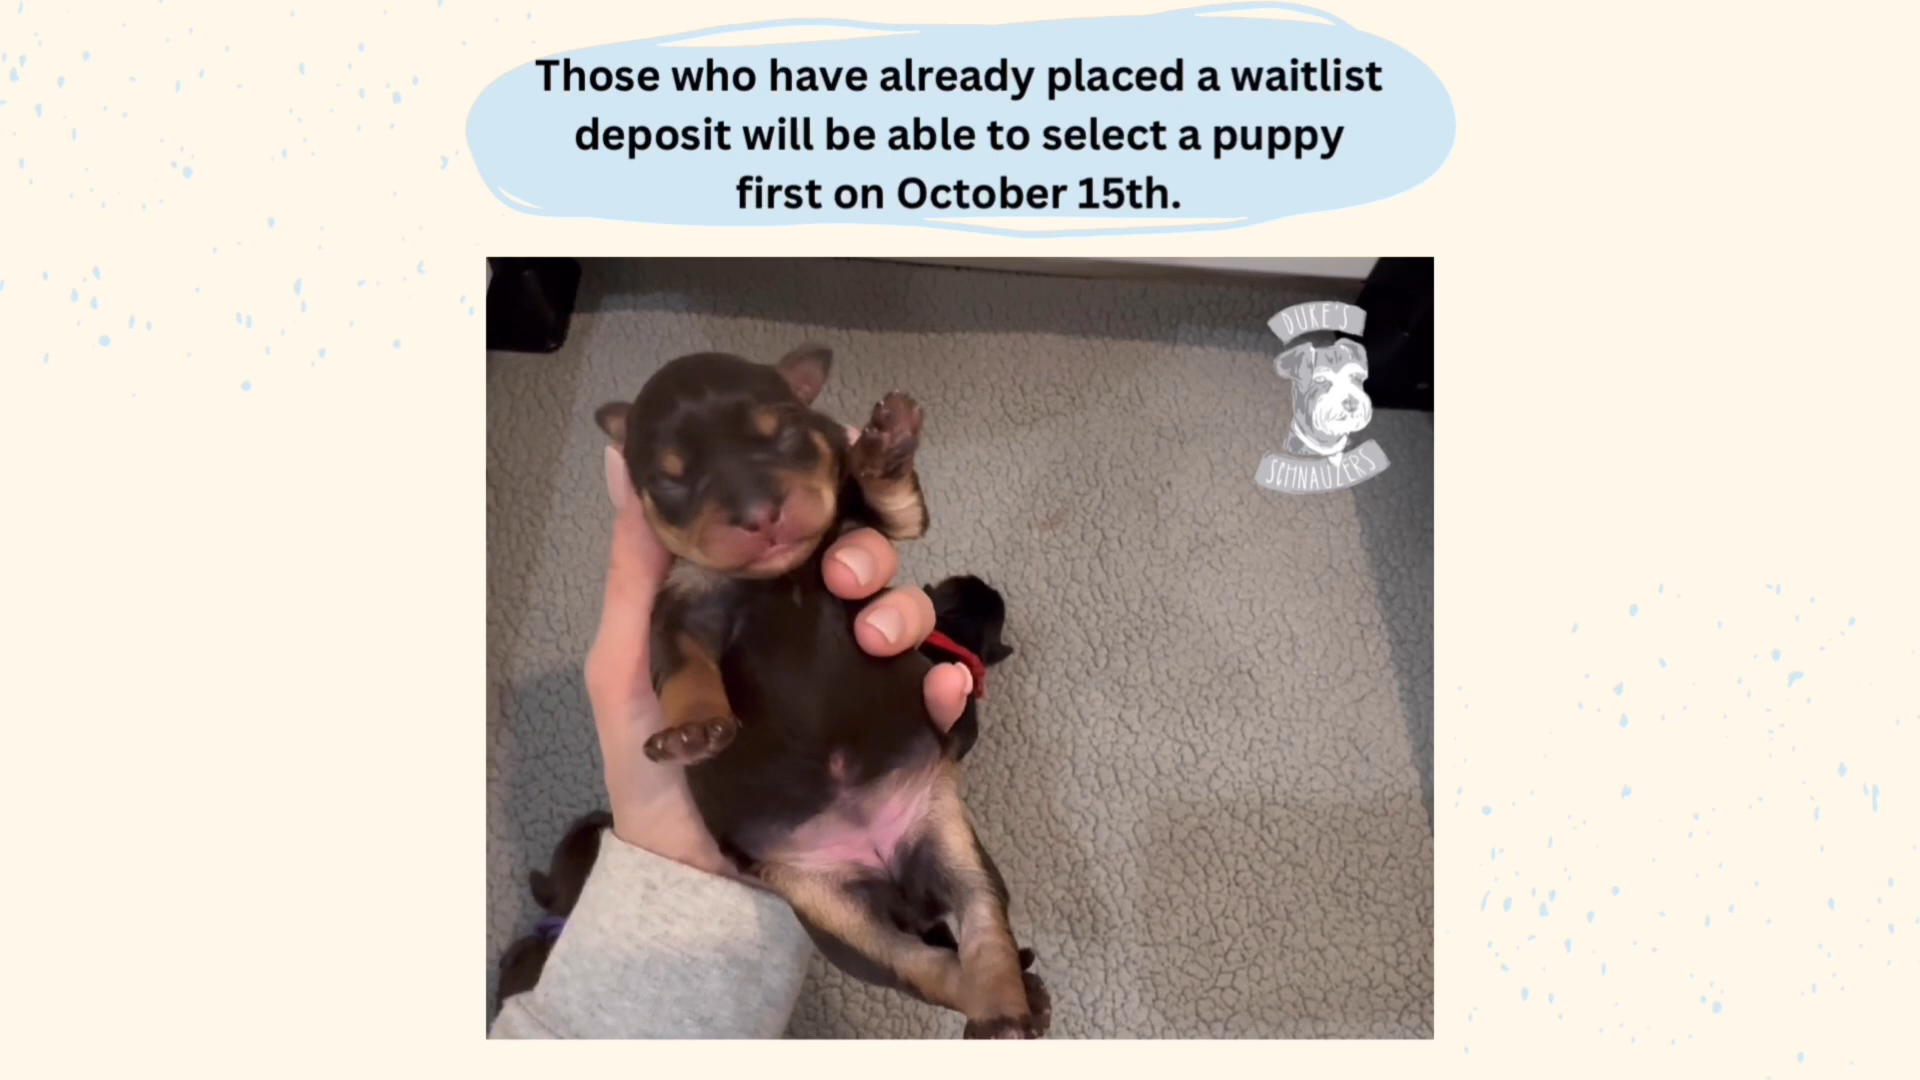 Those who have already placed a waitlist
deposit will be able to select a puppy
first on October 15th.
DUKE'S
SCHNAUZERS